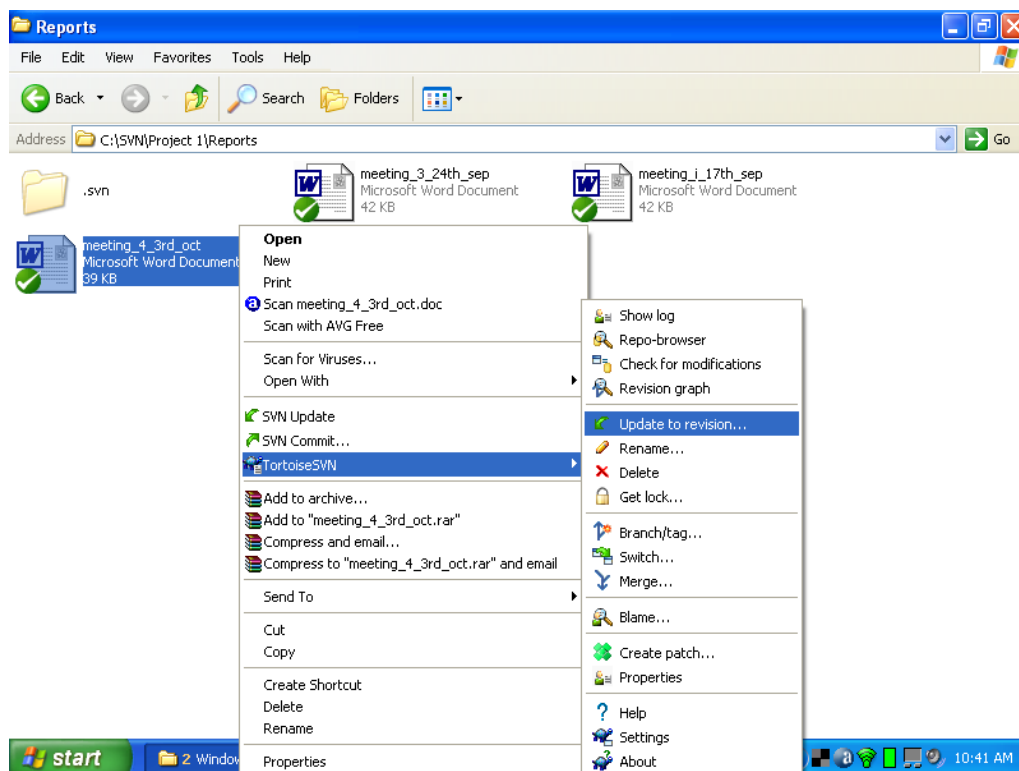 Reports
File Edit View Favorites Tools Help
Back Search Folders
Address C:\SVN\Project 1\Reports Go
.svn
meeting_3_24th_sep
Microsoft Word Document
42 KB
meeting_i_17th_sep
Microsoft Word Document
42 KB
meeting_4_3rd_oct
Microsoft Word Document
39 KB
Open
New
Print
Scan meeting_4_3rd_oct.doc
Scan with AVG Free
Scan for Viruses...
Open With
SVN Update
SVN Commit...
TortoiseSVN
Add to archive...
Add to "meeting_4_3rd_oct.rar"
Compress and email...
Compress to "meeting_4_3rd_oct.rar" and email
Send To
Cut
Copy
Create Shortcut
Delete
Rename
Properties
Show log
Repo-browser
Check for modifications
Revision graph
Update to revision...
Rename...
Delete
Get lock...
Branch/tag...
Switch...
Merge...
Blame...
Create patch...
Properties
Help
Settings
About
start 2 Window 10:41 AM